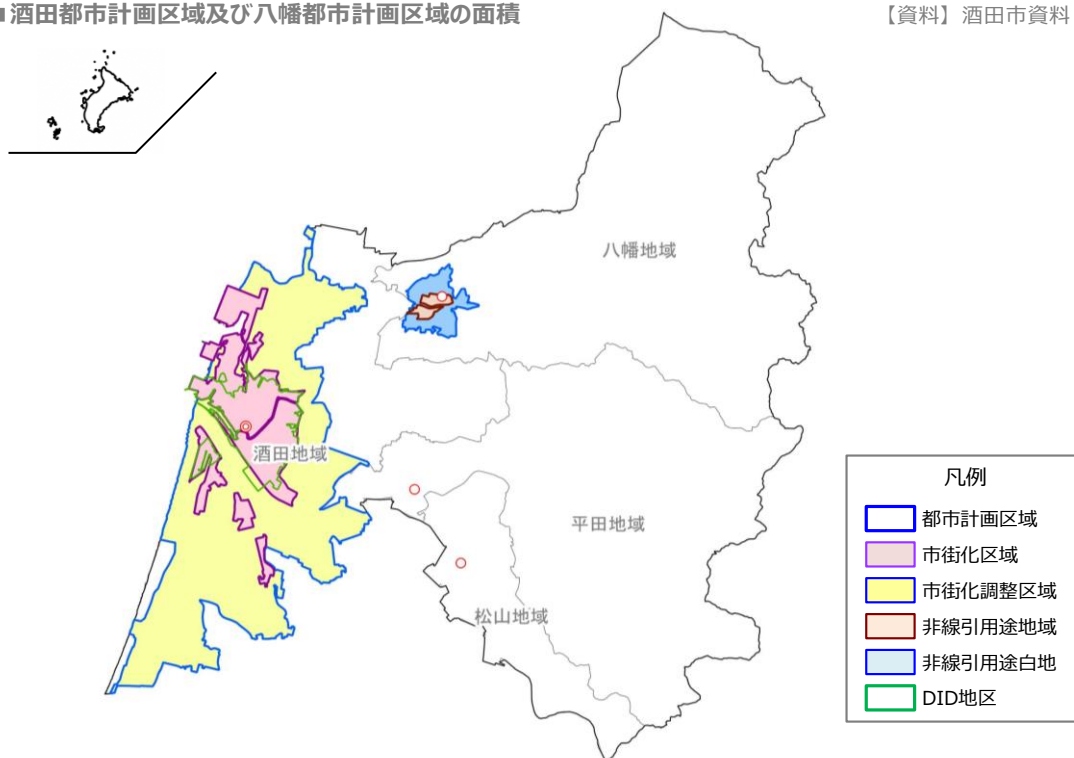 ■酒田都市計画区域及び八幡都市計画区域の面積
【資料】酒田市資料
八幡地域
酒田地域
平田地域
松山地域
凡例
都市計画区域
市街化区域
市街化調整区域
非線引用途地域
非線引用途白地
DID地区